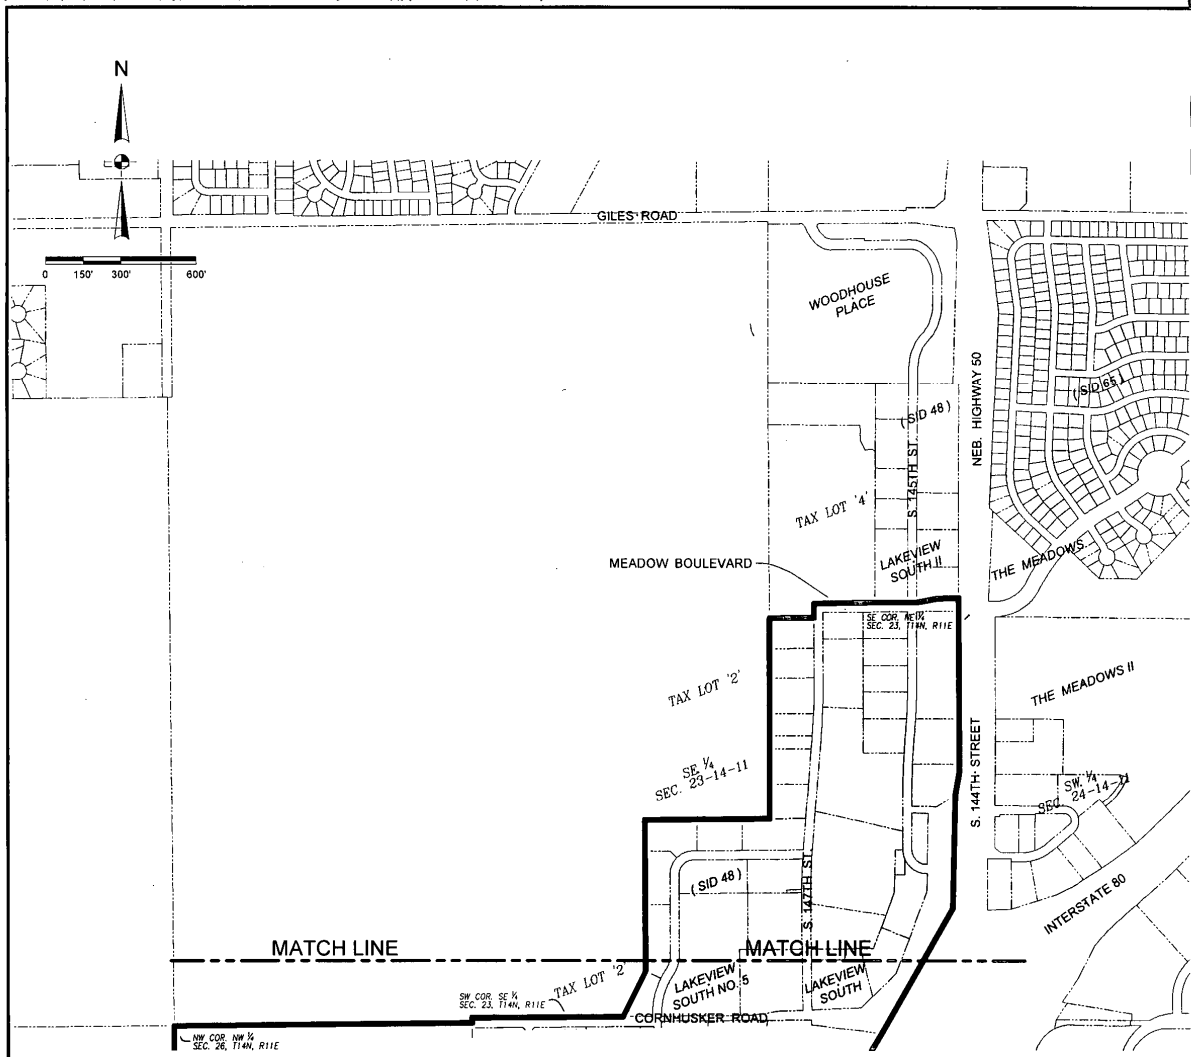 N
GILES ROAD
0 150' 300' 600'
WOODHOUSE
PLACE
NEB. HIGHWAY 50
( SID 65 )
( SID 48 )
S. 145TH ST.
TAX LOT '4'
LAKEVIEW
SOUTH II
THE MEADOWS
MEADOW BOULEVARD
SE COR. NE ¼
SEC. 23, T14N, R11E
TAX LOT '2'
THE MEADOWS II
SE ¼
SEC. 23-14-11
S. 144TH STREET
SW. ¼
SEC. 24-14-11
( SID 48 )
S. 147TH ST.
INTERSTATE 80
MATCH LINE
MATCH LINE
TAX LOT '2'
LAKEVIEW
SOUTH NO. 5
LAKEVIEW
SOUTH
SW COR. SE ¼
SEC. 23, T14N, R11E
CORNHUSKER ROAD
NW COR. NW ¼
SEC. 26, T14N, R11E